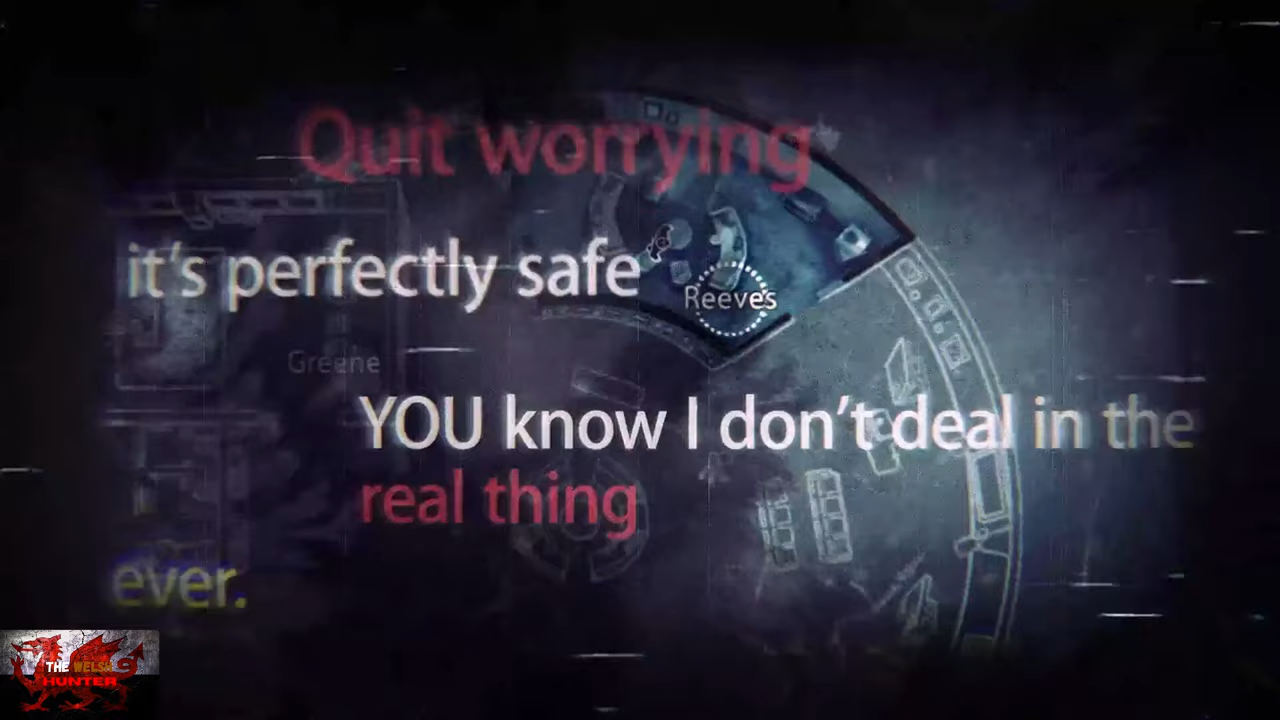 Quit worrying
it's perfectly safe
Reeves
Greene
YOU know I don't deal in the
real thing
ever.
THE WELSH
HUNTER